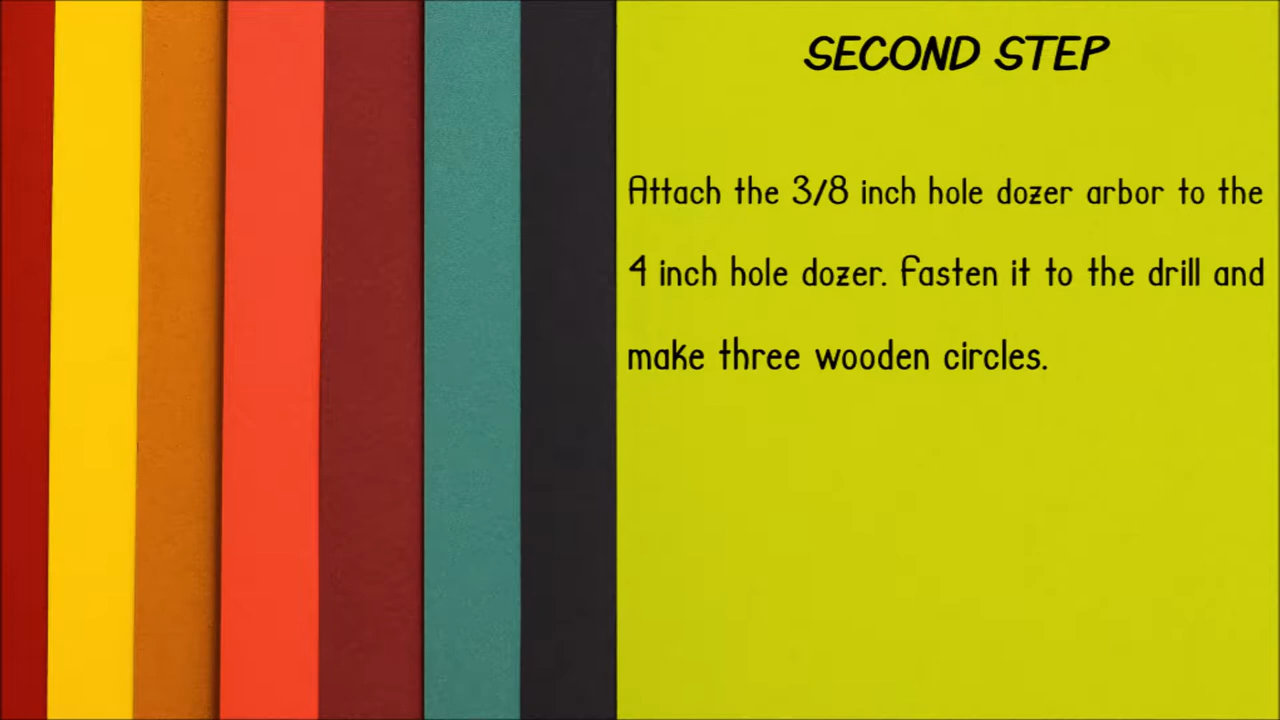 SECOND STEP
Attach the 3/8 inch hole dozer arbor to the
4 inch hole dozer. Fasten it to the drill and
make three wooden circles.